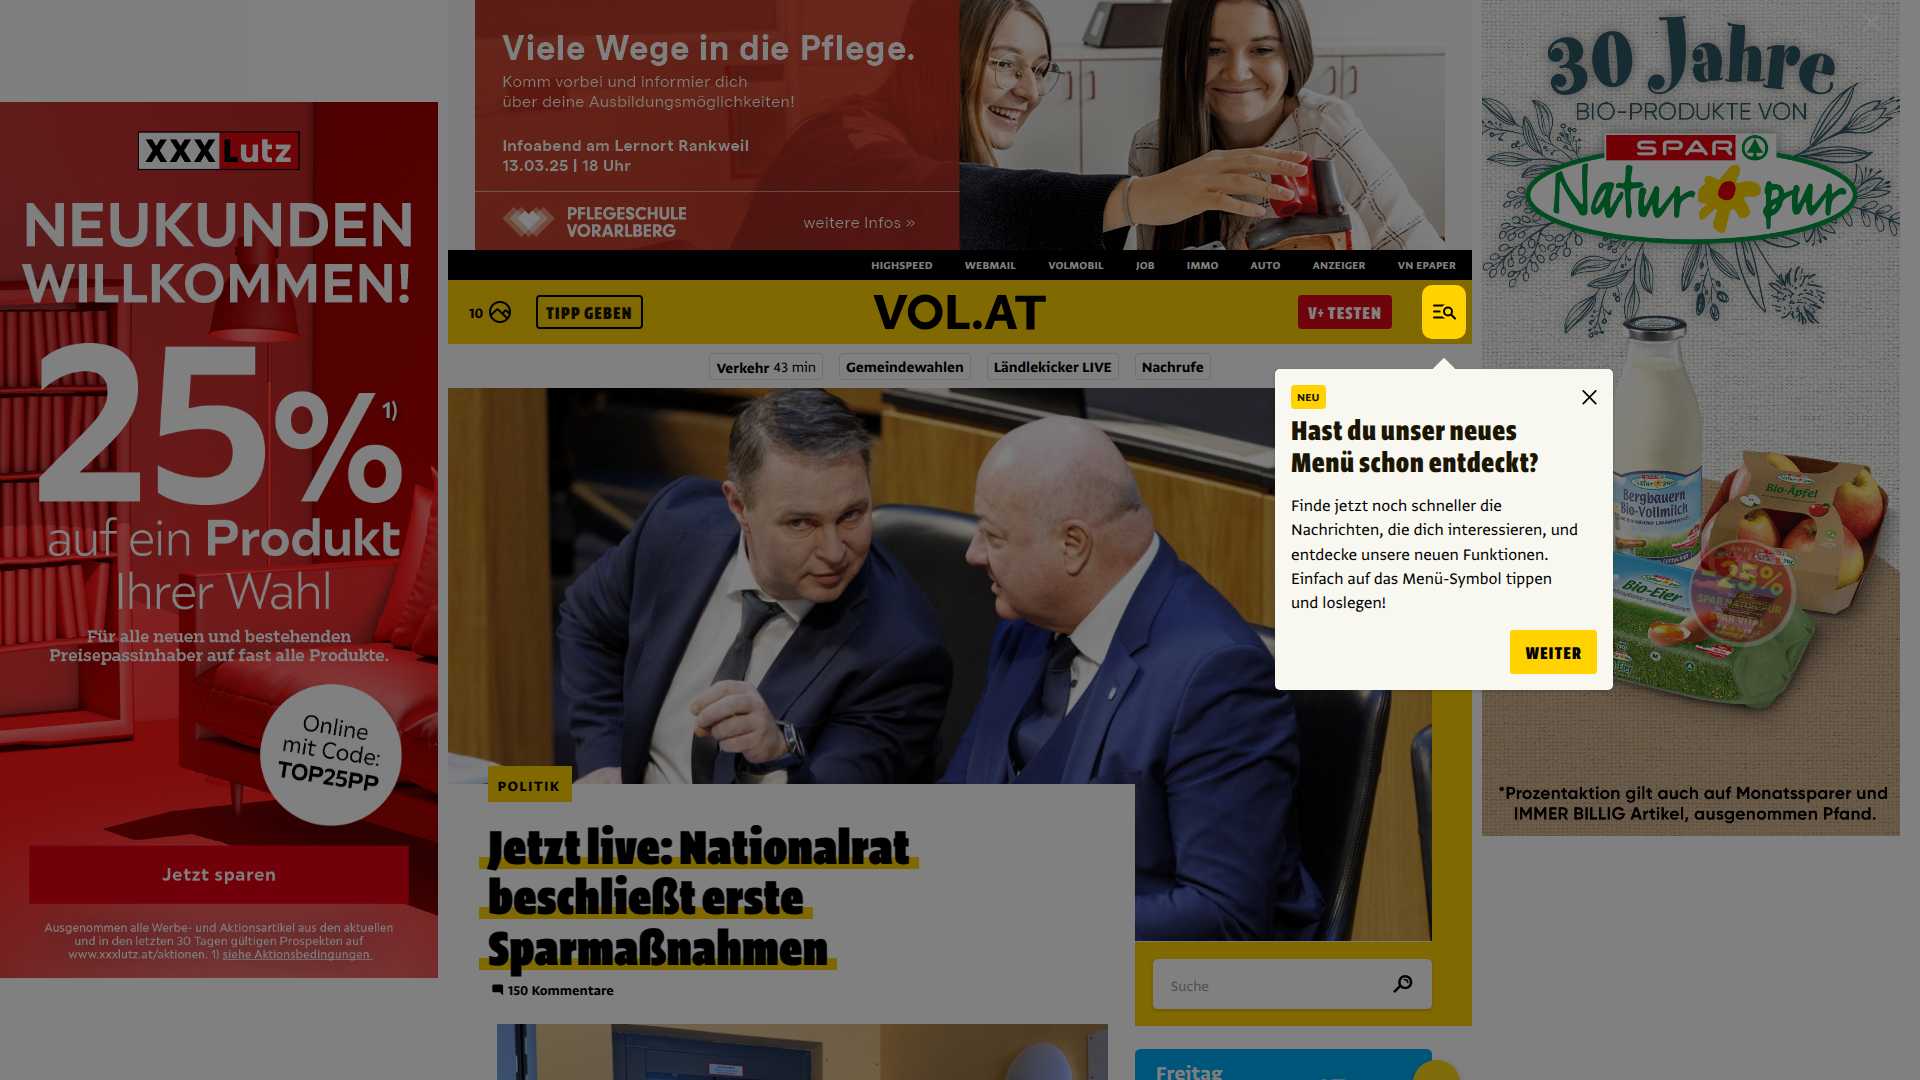 Viele Wege in die Pflege.
Komm vorbei und informier dich
über deine Ausbildungsmöglichkeiten!
Infoabend am Lernort Rankweil
13.03.25 | 18 Uhr
PFLEGESCHULE
VORARLBERG
weitere Infos »
XXXLutz
NEUKUNDEN
WILLKOMMEN!
25% 1)
auf ein Produkt
Ihrer Wahl
Für alle neuen und bestehenden
Preisepassinhaber auf fast alle Produkte.
Online
mit Code:
TOP25PP
Jetzt sparen
Ausgenommen alle Werbe- und Aktionsartikel aus den aktuellen
und in den letzten 30 Tagen gültigen Prospekten auf
www.xxxlutz.at/aktionen. 1) siehe Aktionsbedingungen
HIGHSPEED WEBMAIL VOLMOBIL JOB IMMO AUTO ANZEIGER VN EPAPER
10 TIPP GEBEN VOL.AT V+ TESTEN
Verkehr 43 min Gemeindewahlen Ländlekicker LIVE Nachrufe
NEU
Hast du unser neues
Menü schon entdeckt?
Finde jetzt noch schneller die
Nachrichten, die dich interessieren, und
entdecke unsere neuen Funktionen.
Einfach auf das Menü-Symbol tippen
und loslegen!
WEITER
POLITIK
Jetzt live: Nationalrat
beschließt erste
Sparmaßnahmen
150 Kommentare
Suche
Freitag
30 Jahre
BIO-PRODUKTE VON
SPAR
Natur pur
Bergbauern
Bio-Vollmilch
Bio-Äpfel
-25%
Bio-Eier
*Prozentaktion gilt auch auf Monatssparer und
IMMER BILLIG Artikel, ausgenommen Pfand.